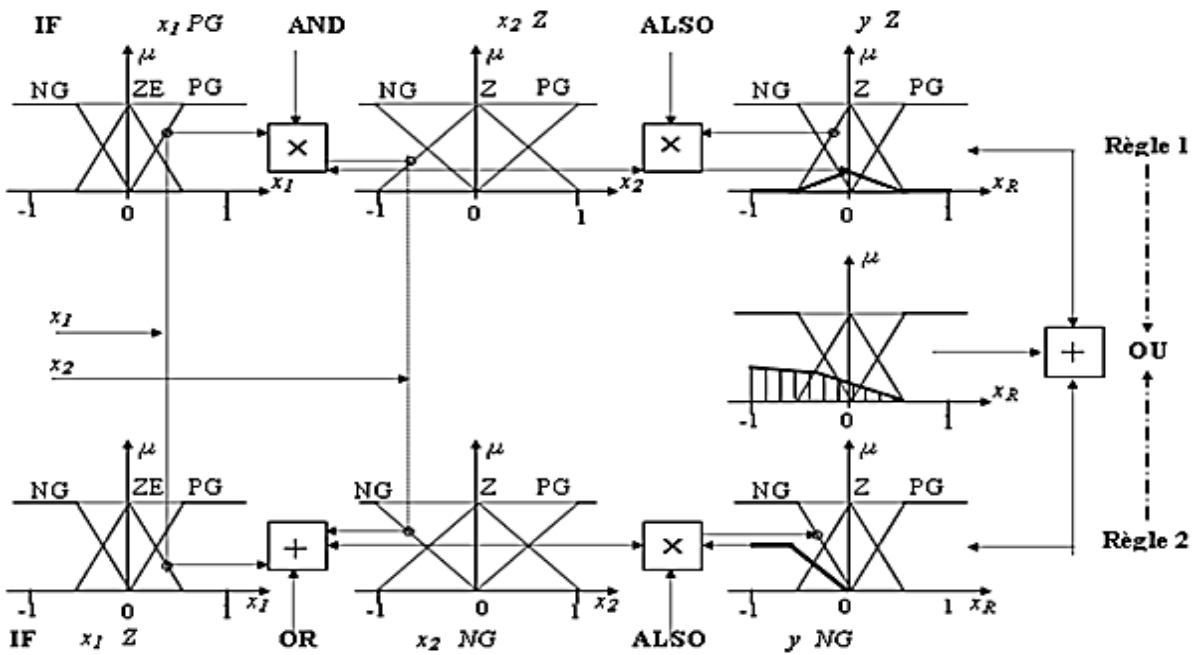 IF x1 PG AND x2 Z ALSO y Z
μ μ μ
NG ZE PG NG Z PG NG Z PG
× ×
Règle 1
x1 x2 xR
-1 0 1 -1 0 1 -1 0 1
μ
x1
x2
+ OU
xR
-1 0 1
μ μ μ
NG ZE PG NG Z PG NG Z PG
+ ×
Règle 2
x1 x2 xR
-1 0 1 -1 0 1 -1 0 1
IF x1 Z OR x2 NG ALSO y NG